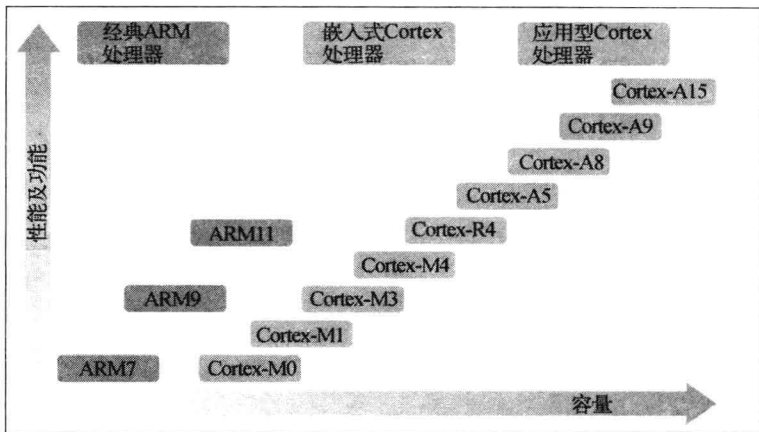 经典ARM
处理器
嵌入式Cortex
处理器
应用型Cortex
处理器
Cortex-A15
Cortex-A9
Cortex-A8
性能及功能
Cortex-A5
ARM11
Cortex-R4
Cortex-M4
ARM9
Cortex-M3
Cortex-M1
ARM7
Cortex-M0
容量